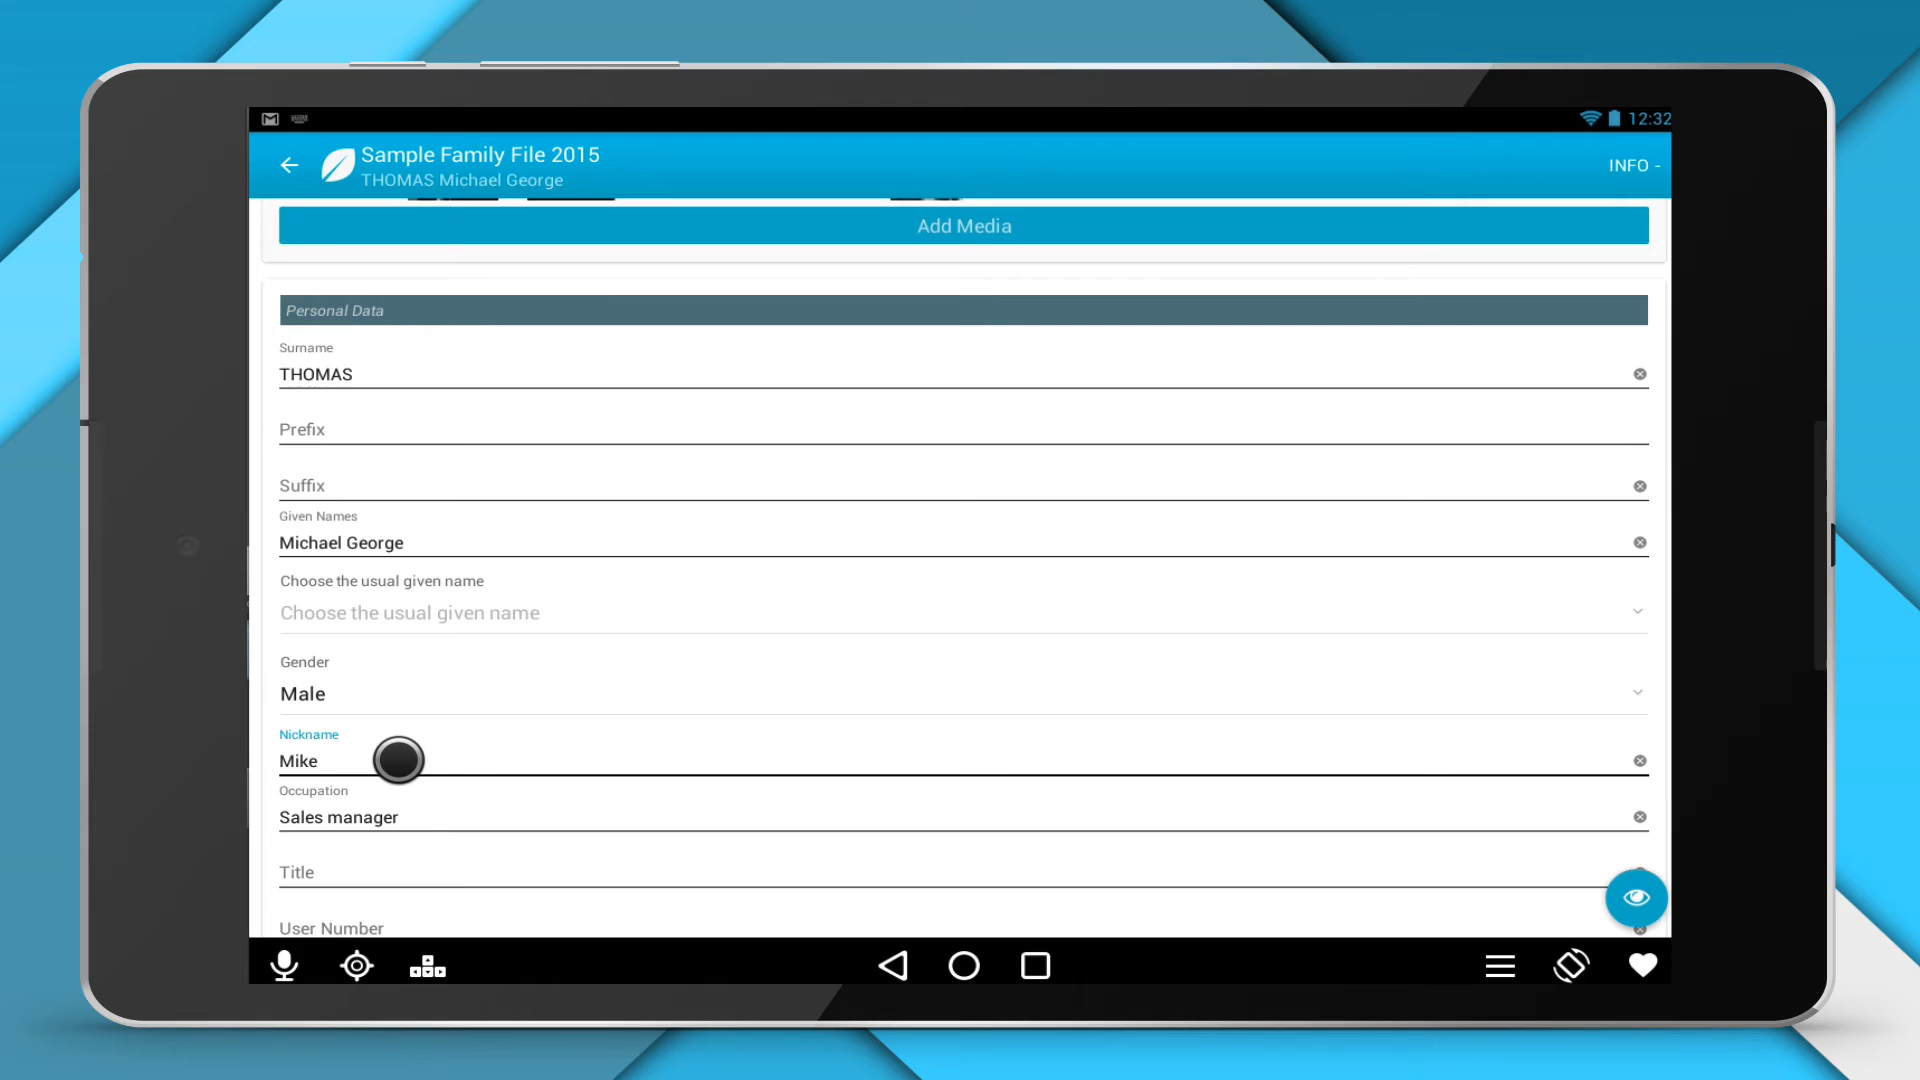 12:32
Sample Family File 2015
THOMAS Michael George
INFO -
Add Media
Personal Data
Surname
THOMAS
Prefix
Suffix
Given Names
Michael George
Choose the usual given name
Choose the usual given name
Gender
Male
Nickname
Mike
Occupation
Sales manager
Title
User Number